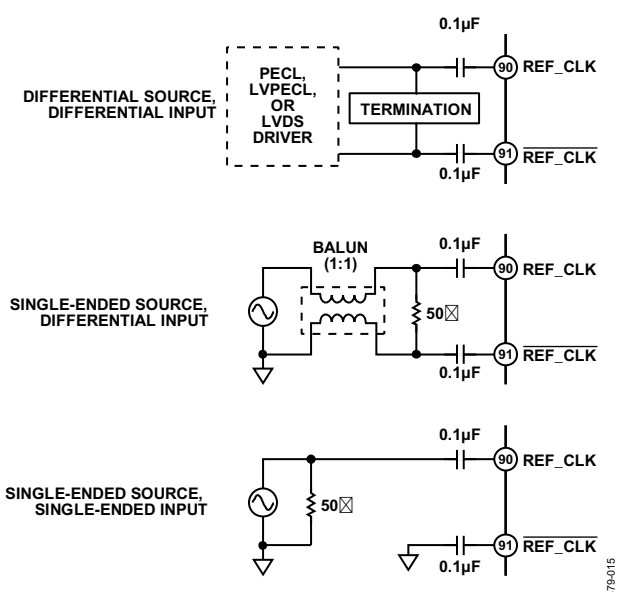 0.1µF
90 REF_CLK
PECL,
LVPECL,
OR
LVDS
DRIVER
DIFFERENTIAL SOURCE,
DIFFERENTIAL INPUT
TERMINATION
91 REF_CLK
0.1µF
BALUN
(1:1)
0.1µF
90 REF_CLK
SINGLE-ENDED SOURCE,
DIFFERENTIAL INPUT
50
91 REF_CLK
0.1µF
0.1µF
90 REF_CLK
SINGLE-ENDED SOURCE,
SINGLE-ENDED INPUT
50
91 REF_CLK
0.1µF
79-015